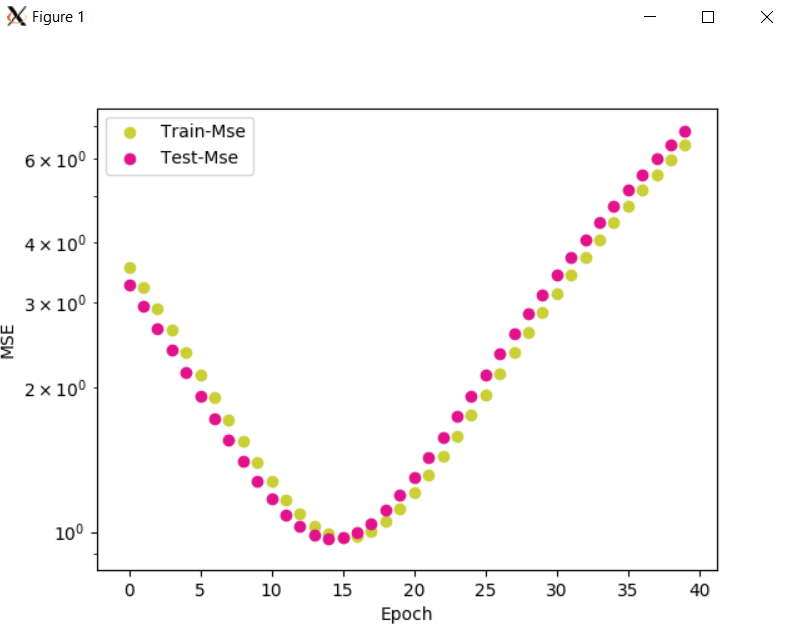 Figure 1
Train-Mse
Test-Mse
6 × 10⁰
4 × 10⁰
3 × 10⁰
2 × 10⁰
10⁰
MSE
0 5 10 15 20 25 30 35 40
Epoch